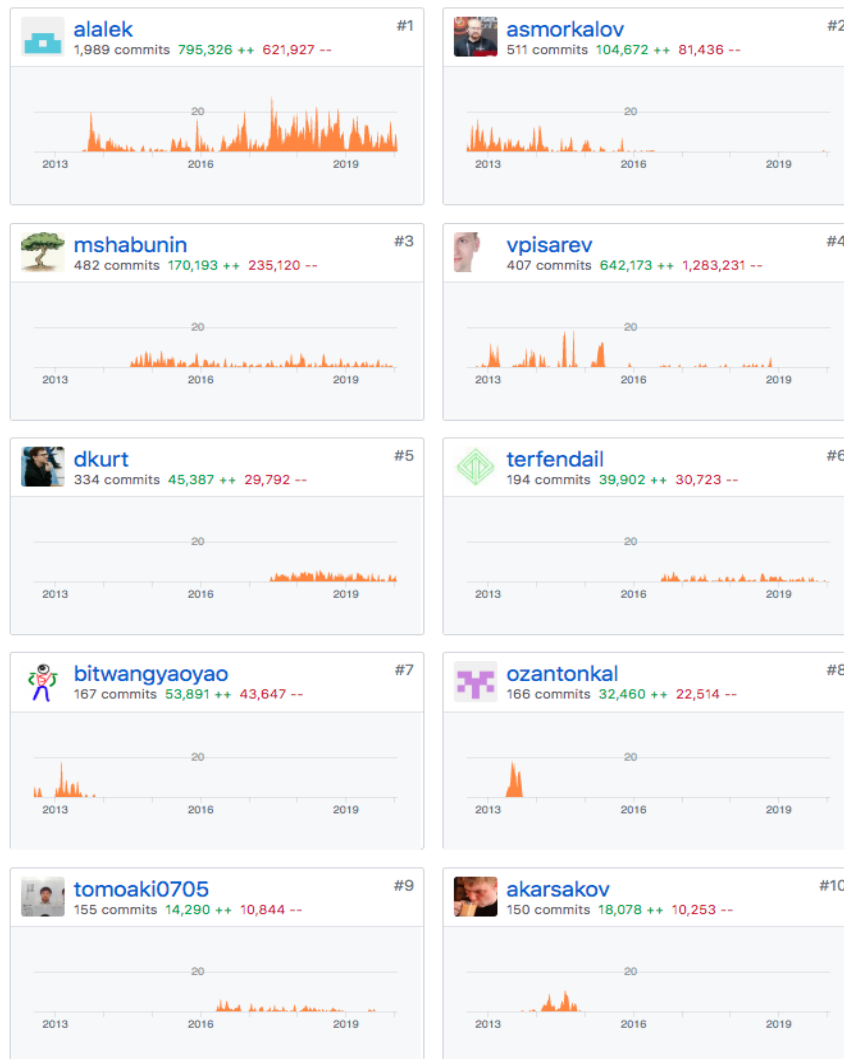 alalek #1
1,989 commits 795,326 ++ 621,927 --
20
2013 2016 2019
asmorkalov #2
511 commits 104,672 ++ 81,436 --
20
2013 2016 2019
mshabunin #3
482 commits 170,193 ++ 235,120 --
20
2013 2016 2019
vpisarev #4
407 commits 642,173 ++ 1,283,231 --
20
2013 2016 2019
dkurt #5
334 commits 45,387 ++ 29,792 --
20
2013 2016 2019
terfendail #6
194 commits 39,902 ++ 30,723 --
20
2013 2016 2019
bitwangyaoyao #7
167 commits 53,891 ++ 43,647 --
20
2013 2016 2019
ozantonkal #8
166 commits 32,460 ++ 22,514 --
20
2013 2016 2019
tomoaki0705 #9
155 commits 14,290 ++ 10,844 --
20
2013 2016 2019
akarsakov #10
150 commits 18,078 ++ 10,253 --
20
2013 2016 2019